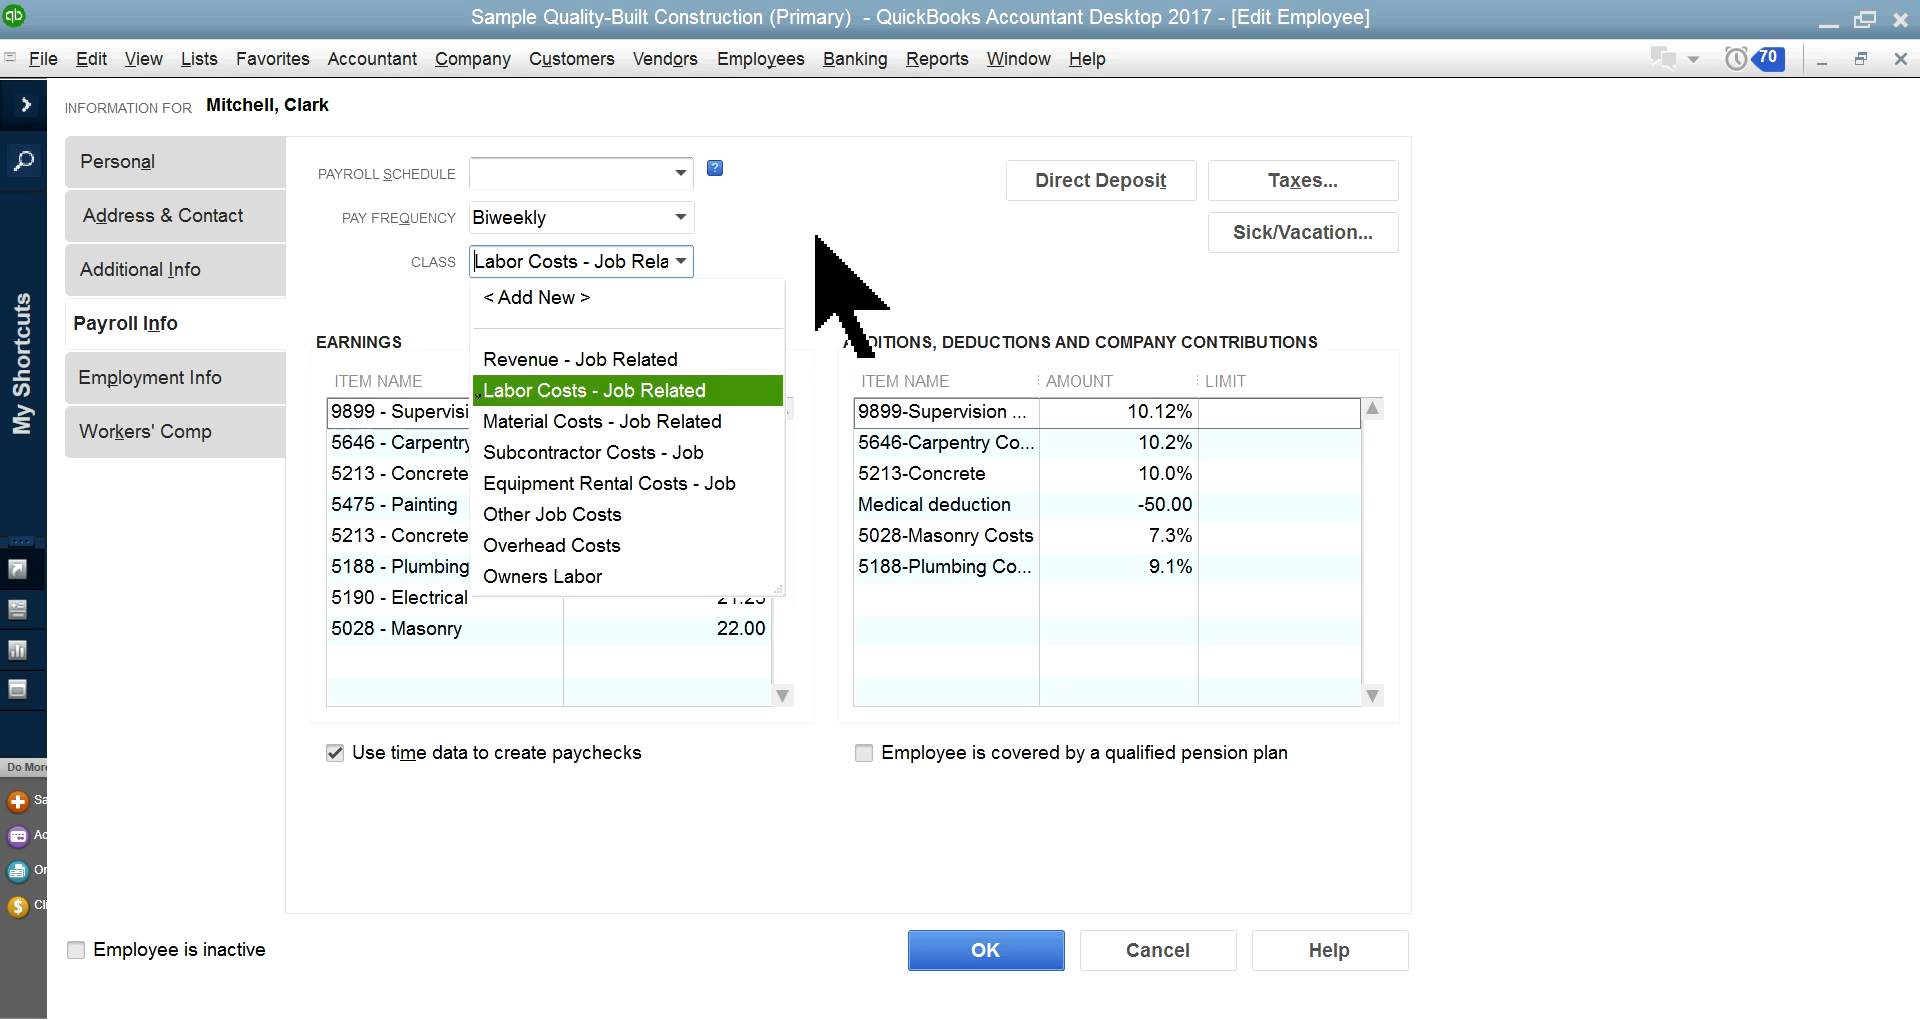 qb
Sample Quality-Built Construction (Primary) - QuickBooks Accountant Desktop 2017 - [Edit Employee]
File Edit View Lists Favorites Accountant Company Customers Vendors Employees Banking Reports Window Help
70
INFORMATION FOR Mitchell, Clark
Personal
Address & Contact
Additional Info
Payroll Info
Employment Info
Workers' Comp
My Shortcuts
Do More
Sa
Ac
Or
Cli
PAYROLL SCHEDULE
?
PAY FREQUENCY Biweekly
CLASS Labor Costs - Job Rela
Direct Deposit
Taxes...
Sick/Vacation...
< Add New >
Revenue - Job Related
Labor Costs - Job Related
Material Costs - Job Related
Subcontractor Costs - Job
Equipment Rental Costs - Job
Other Job Costs
Overhead Costs
Owners Labor
EARNINGS
ITEM NAME
9899 - Supervisi
5646 - Carpentry
5213 - Concrete
5475 - Painting
5213 - Concrete
5188 - Plumbing
5190 - Electrical
5028 - Masonry 22.00
DITIONS, DEDUCTIONS AND COMPANY CONTRIBUTIONS
ITEM NAME AMOUNT LIMIT
9899-Supervision ... 10.12%
5646-Carpentry Co... 10.2%
5213-Concrete 10.0%
Medical deduction -50.00
5028-Masonry Costs 7.3%
5188-Plumbing Co... 9.1%
Use time data to create paychecks
Employee is covered by a qualified pension plan
Employee is inactive
OK
Cancel
Help